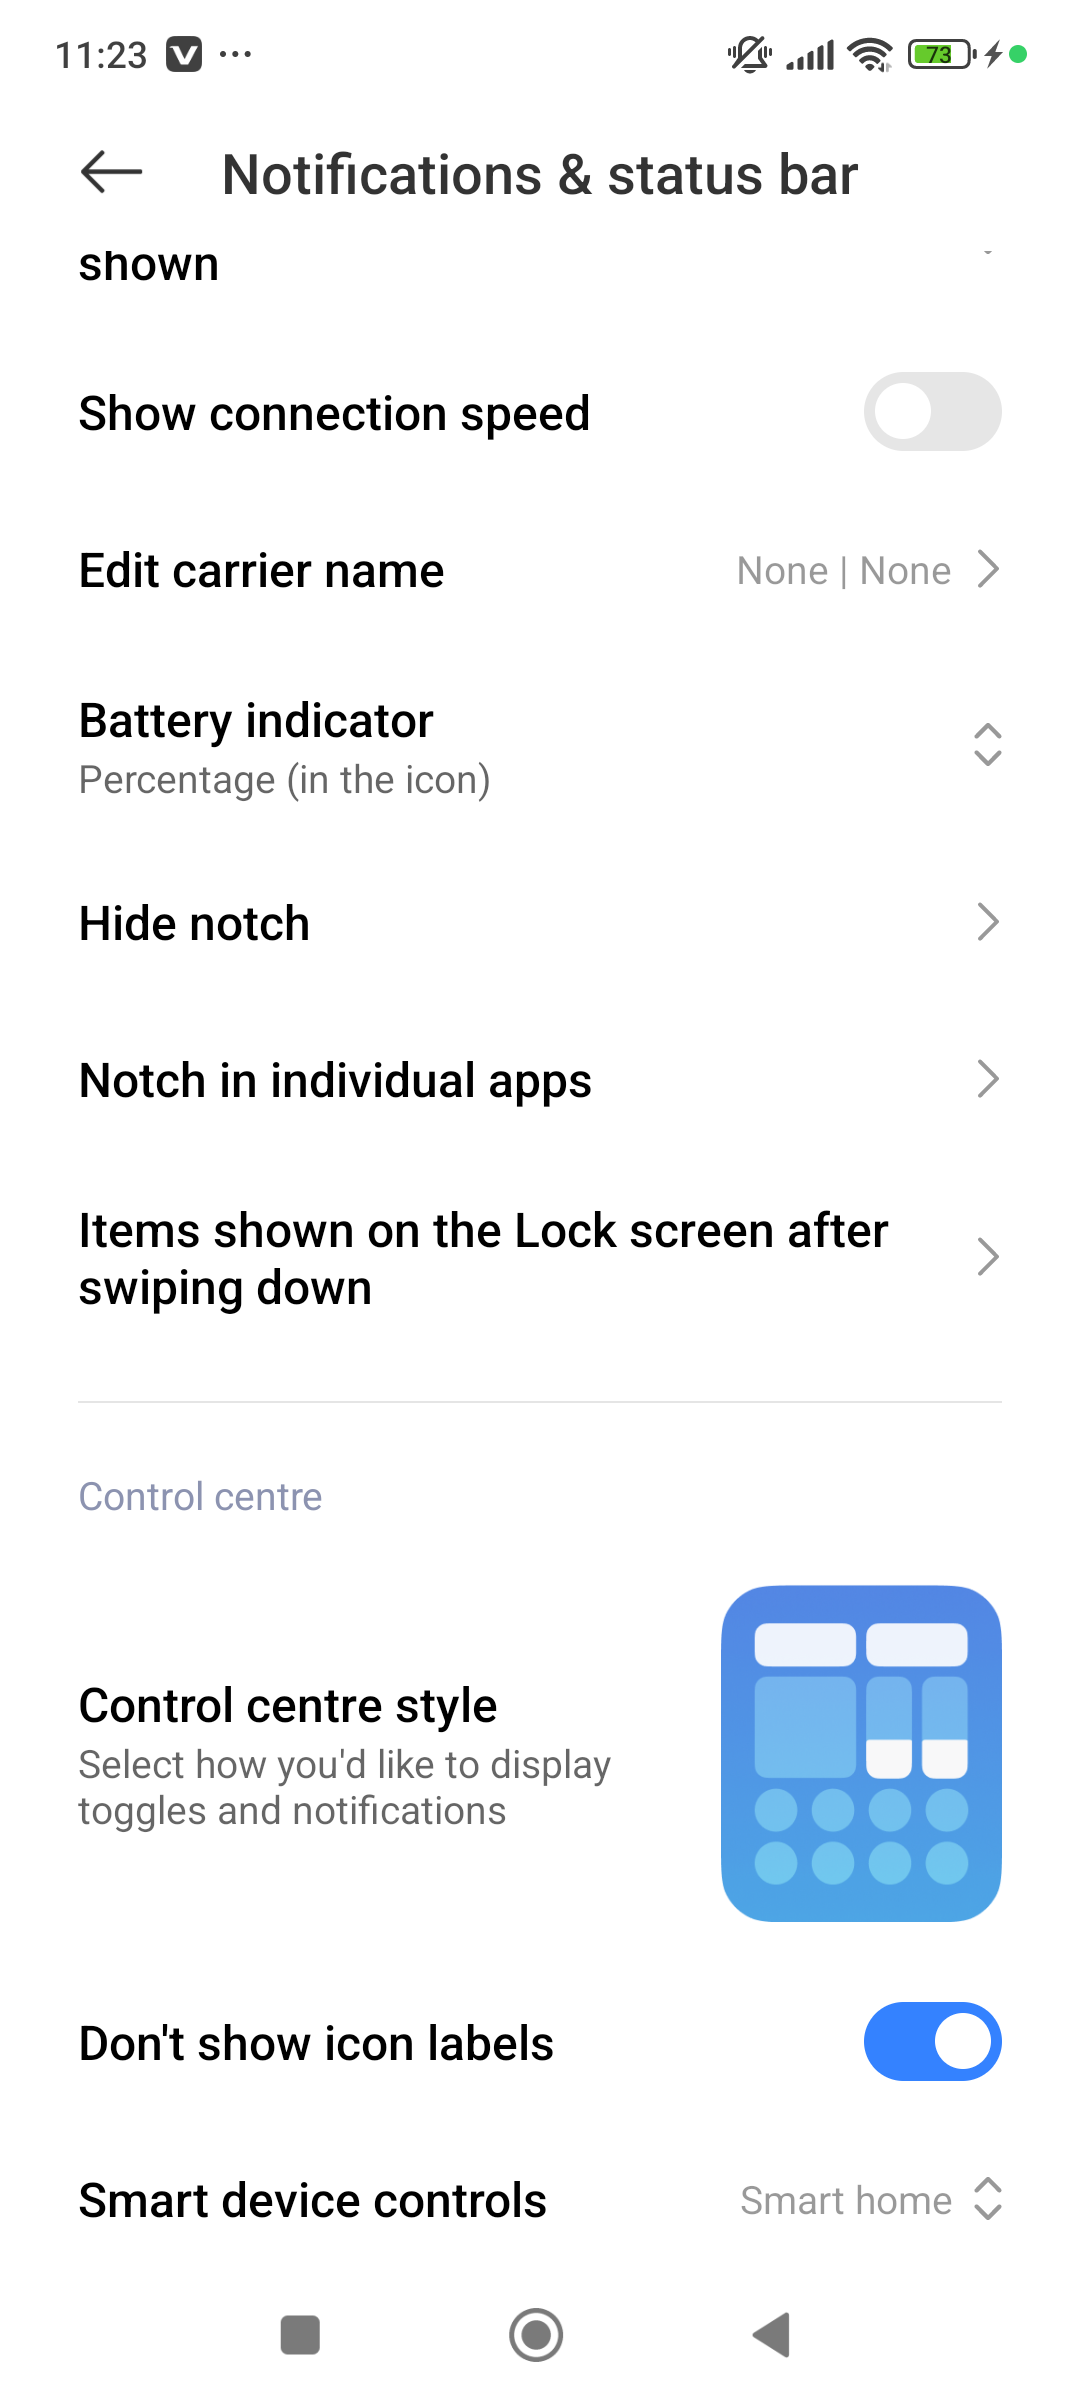 11:23
73
Notifications & status bar
shown
Show connection speed
Edit carrier name
None | None
Battery indicator
Percentage (in the icon)
Hide notch
Notch in individual apps
Items shown on the Lock screen after
swiping down
Control centre
Control centre style
Select how you'd like to display
toggles and notifications
Don't show icon labels
Smart device controls
Smart home